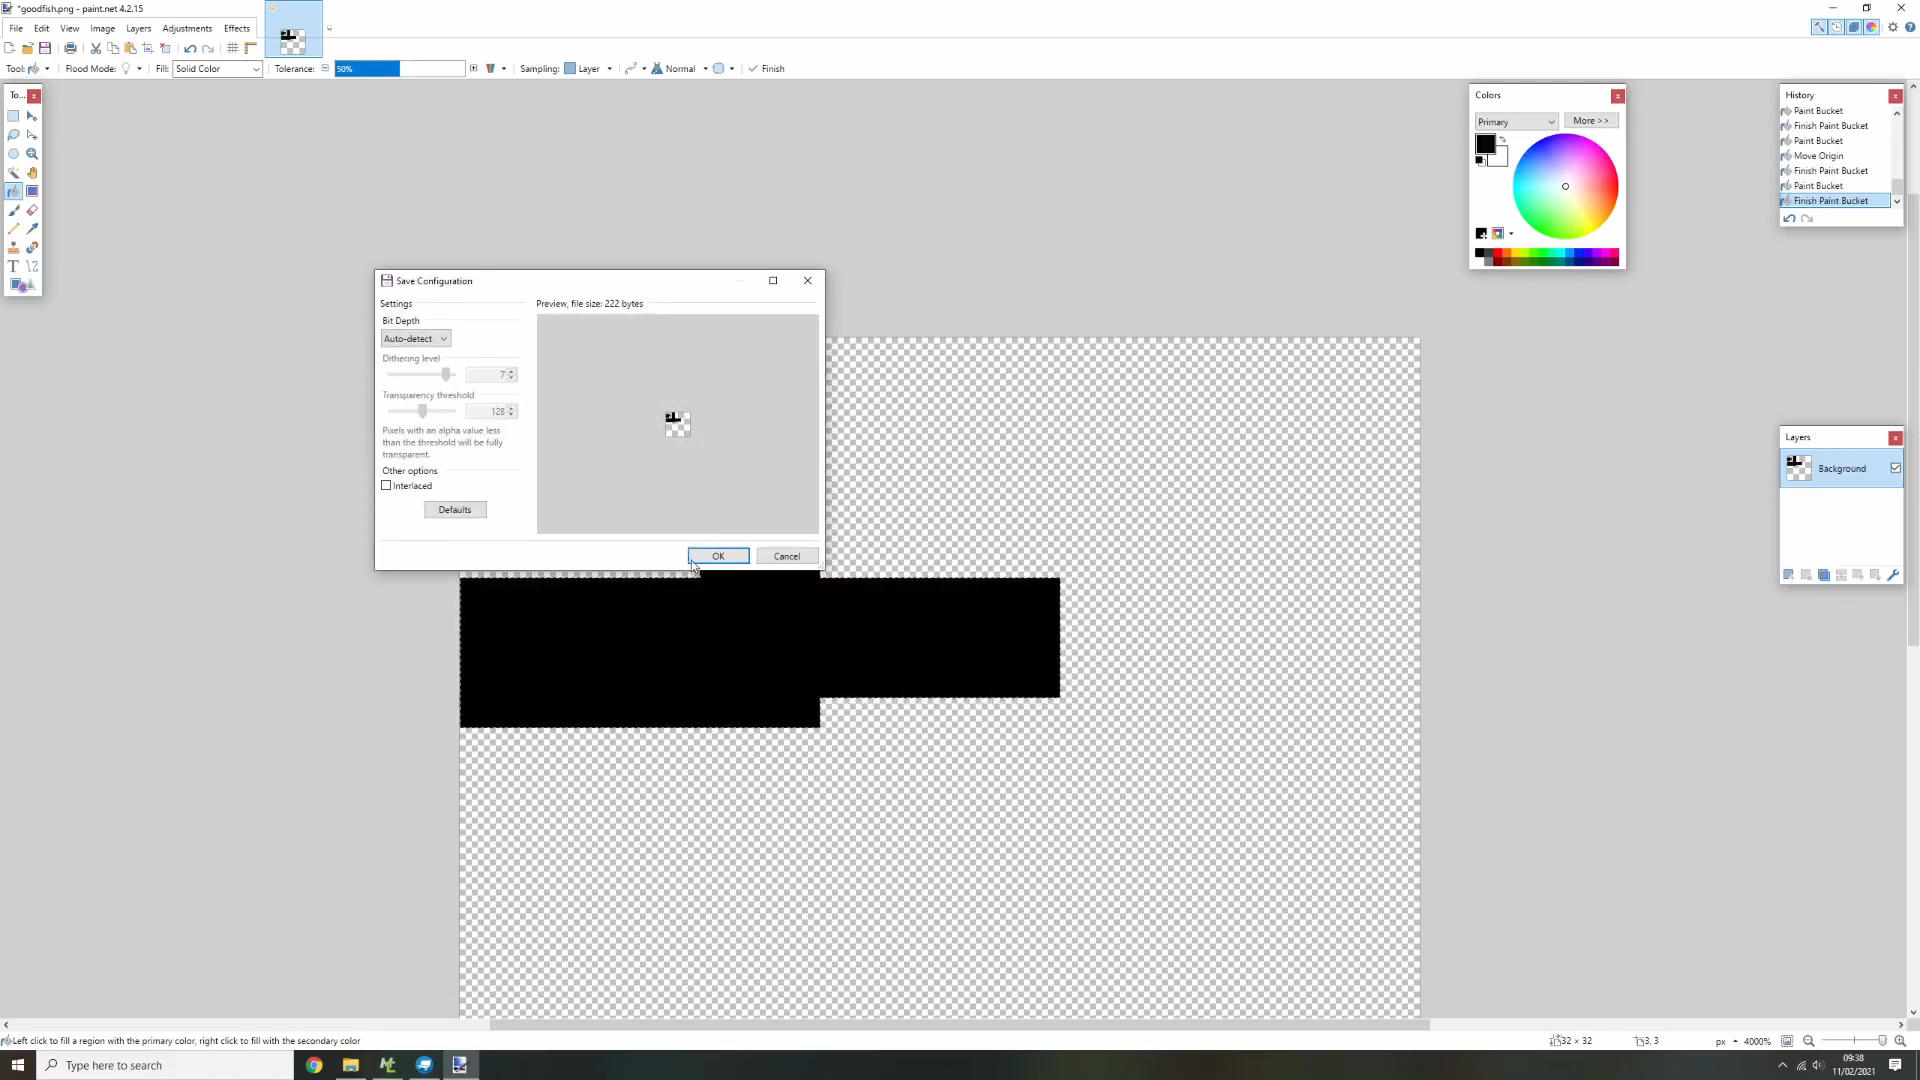 *goodfish.png - paint.net 4.2.15
File Edit View Image Layers Adjustments Effects
Tool: Flood Mode: Fill: Solid Color Tolerance: 50% Sampling: Layer Normal Finish
To...
Colors
Primary More >>
History
Paint Bucket
Finish Paint Bucket
Paint Bucket
Move Origin
Finish Paint Bucket
Paint Bucket
Finish Paint Bucket
Save Configuration
Settings
Bit Depth
Auto-detect
Dithering level
7
Transparency threshold
128
Pixels with an alpha value less
than the threshold will be fully
transparent.
Other options
Interlaced
Defaults
Preview, file size: 222 bytes
OK Cancel
Layers
Background
Left click to fill a region with the primary color, right click to fill with the secondary color
32 × 32 3, 3 px 4000%
Type here to search
09:38
11/02/2021